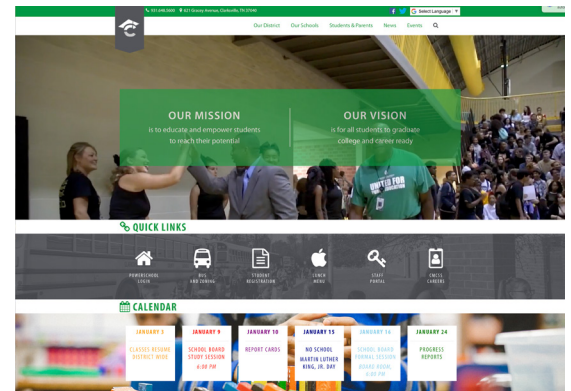 931.648.5600 621 Gracey Avenue, Clarksville, TN 37040
Select Language
Our District Our Schools Students & Parents News Events
OUR MISSION
is to educate and empower students
to reach their potential
OUR VISION
is for all students to graduate
college and career ready
UNITED FOR
EDUCATION
QUICK LINKS
POWERSCHOOL
LOGIN
BUS
AND ZONING
STUDENT
REGISTRATION
LUNCH
MENU
STAFF
PORTAL
CMCSS
CAREERS
CALENDAR
JANUARY 3
CLASSES RESUME
DISTRICT WIDE
JANUARY 9
SCHOOL BOARD
STUDY SESSION
6:00 PM
JANUARY 10
REPORT CARDS
JANUARY 15
NO SCHOOL
MARTIN LUTHER
KING, JR. DAY
JANUARY 16
SCHOOL BOARD
FORMAL SESSION
BOARD ROOM,
6:00 PM
JANUARY 24
PROGRESS
REPORTS